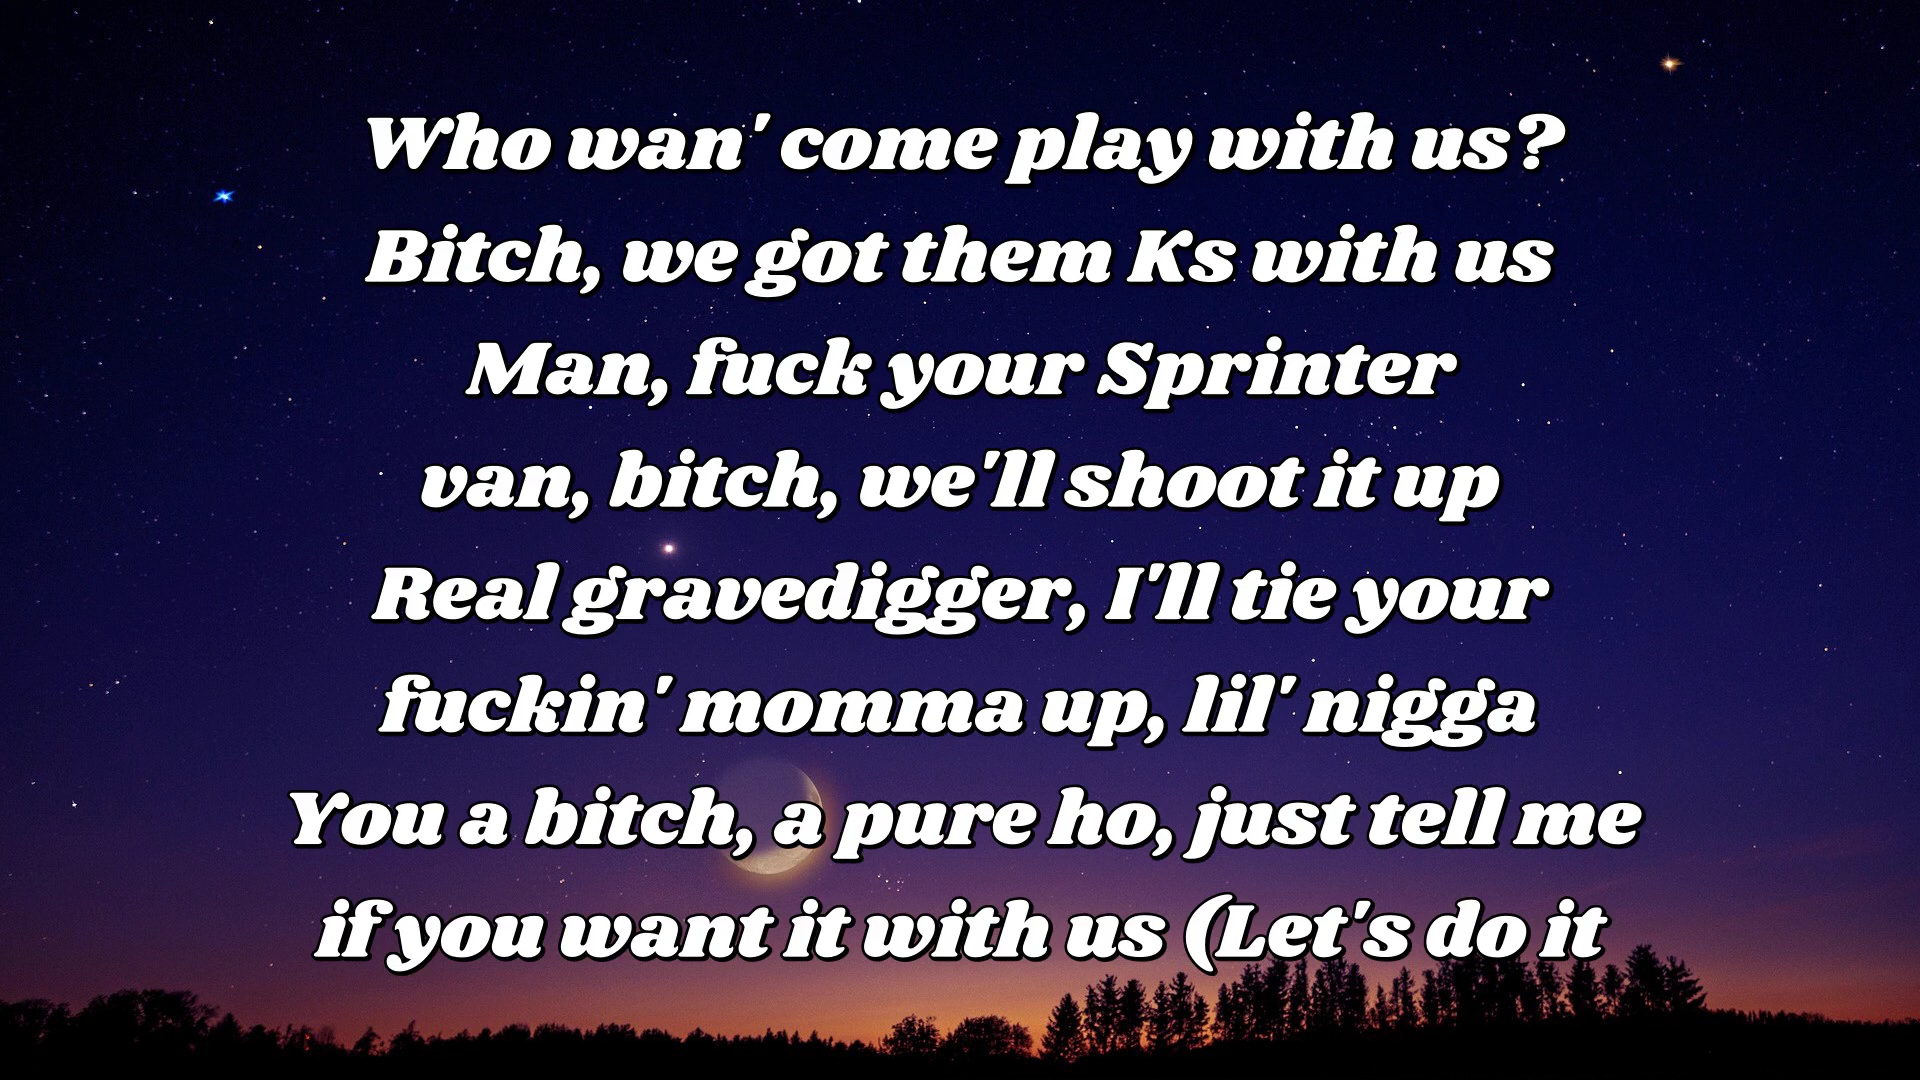 Who wan' come play with us?
Bitch, we got them Ks with us
Man, fuck your Sprinter
van, bitch, we'll shoot it up
Real gravedigger, I'll tie your
fuckin' momma up, lil' nigga
You a bitch, a pure ho, just tell me
if you want it with us (Let's do it